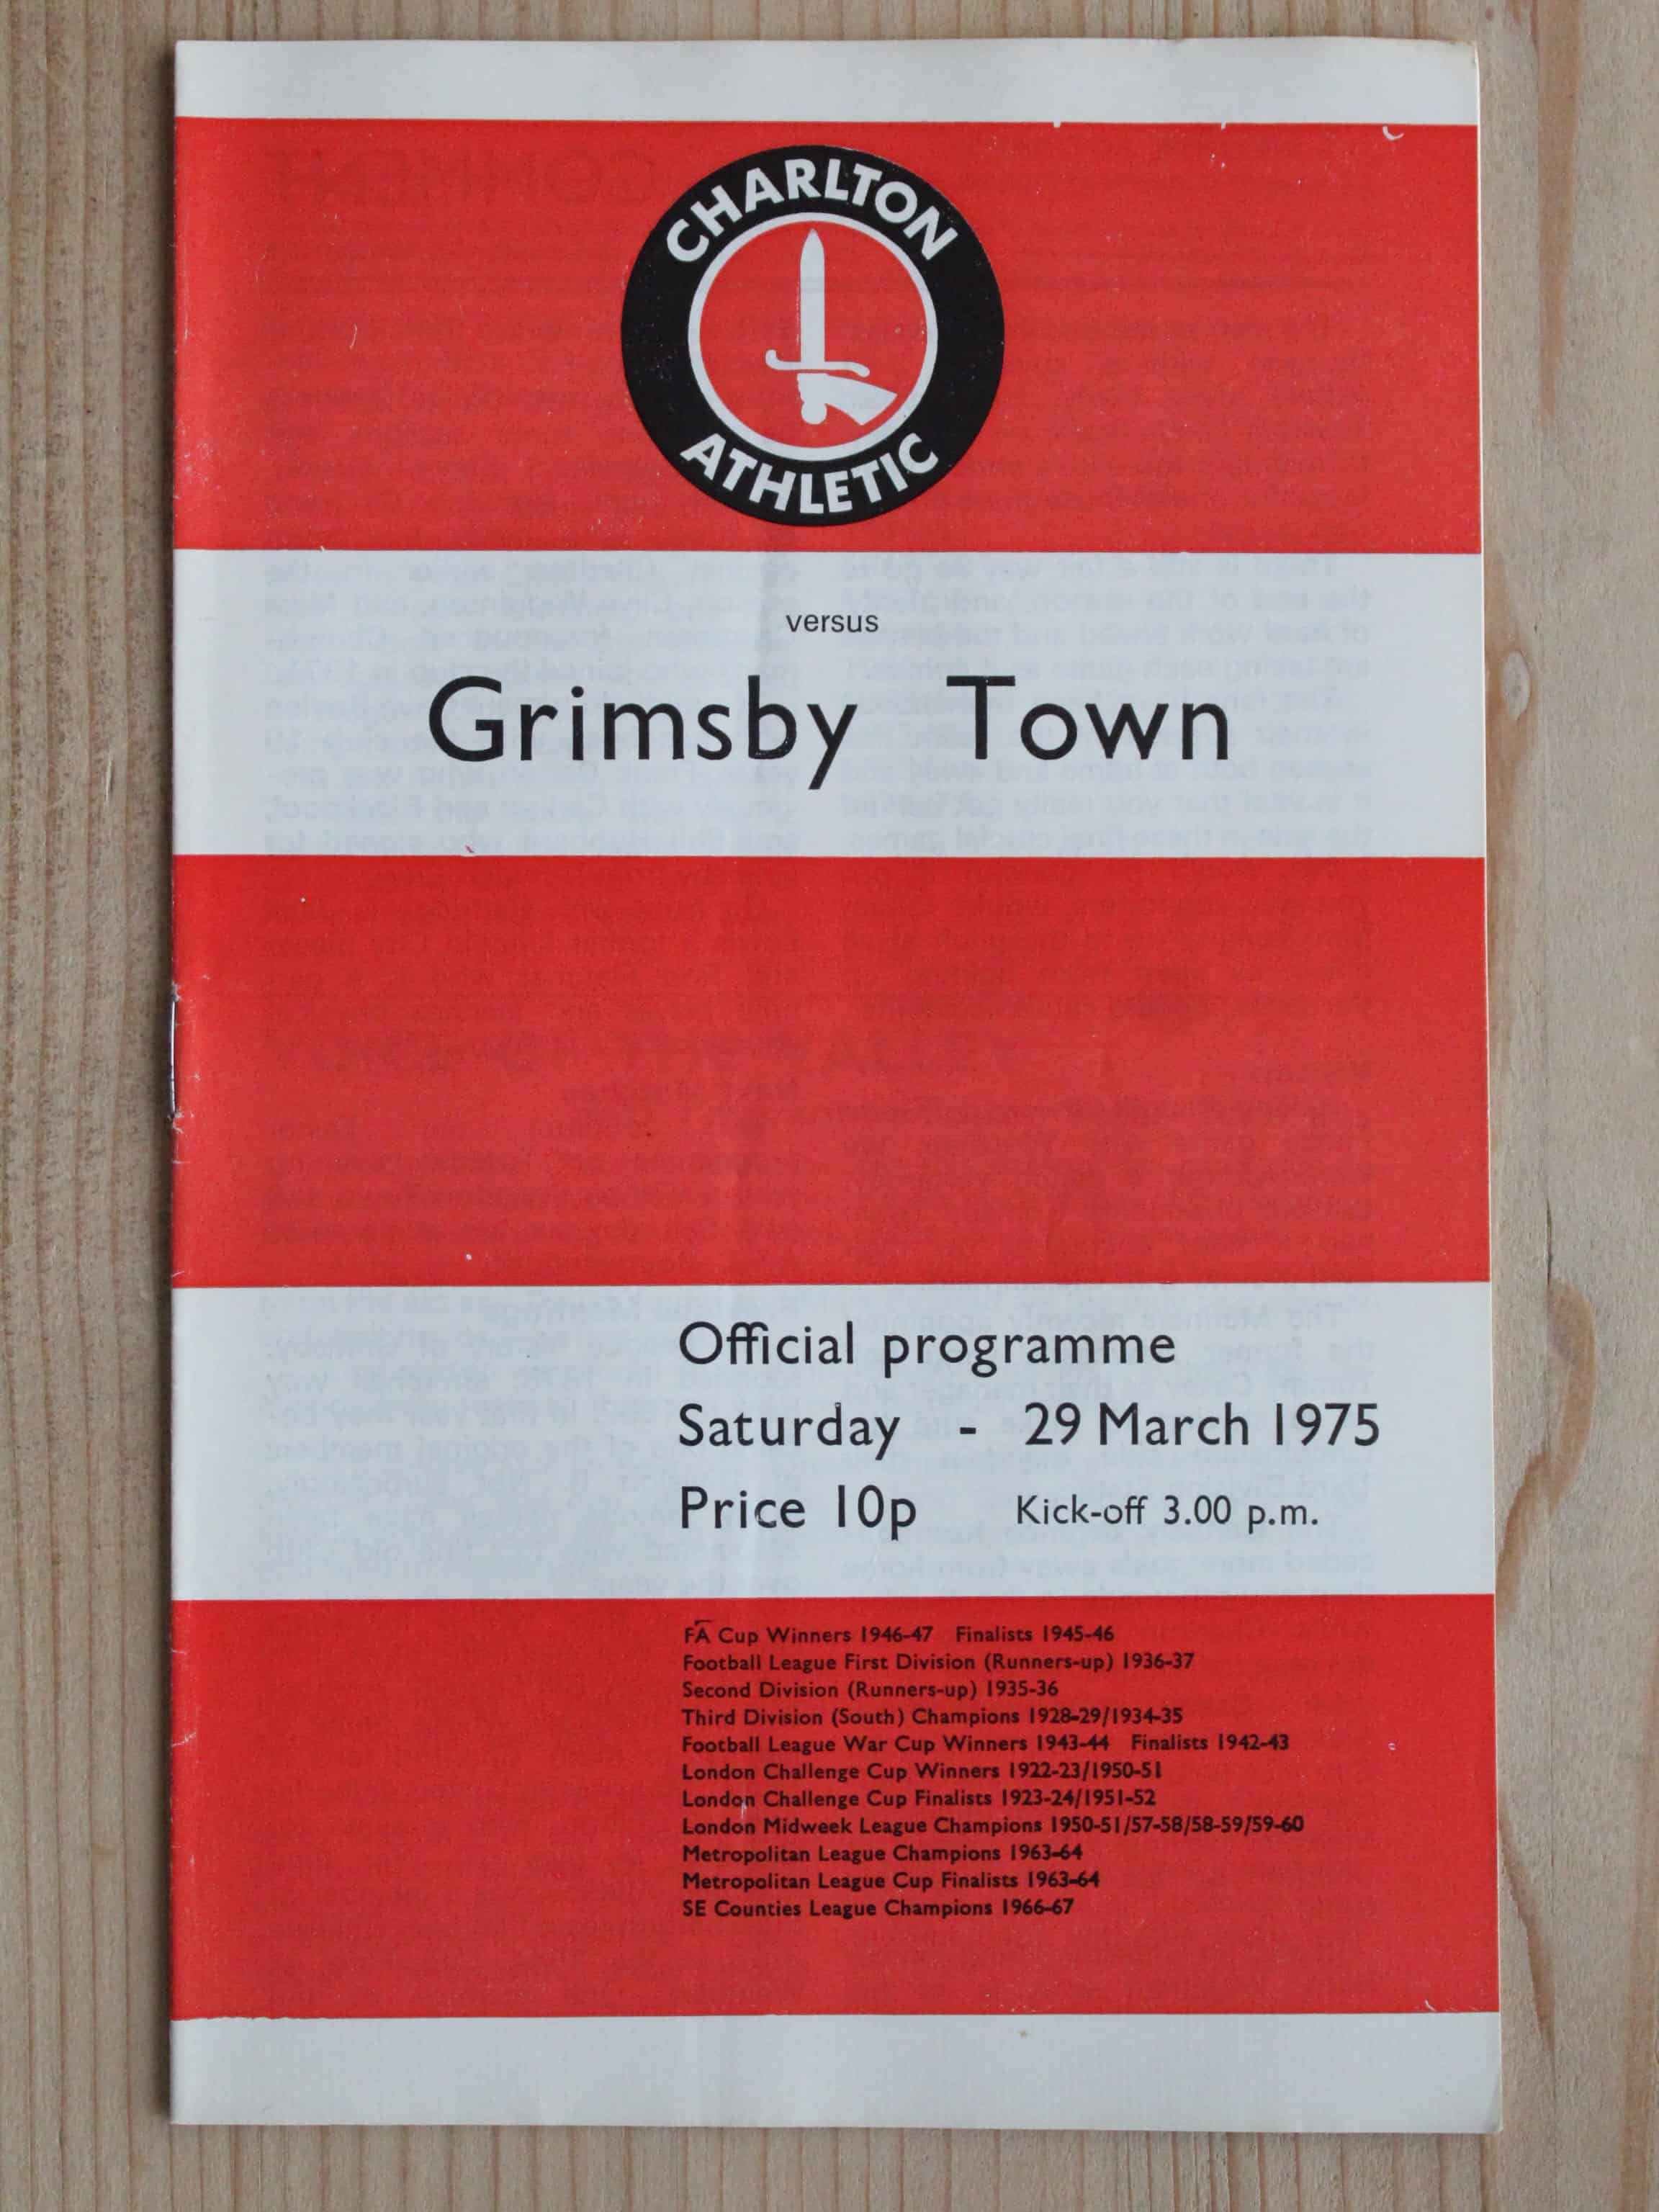 CHARLTON
ATHLETIC
versus
Grimsby Town
Official programme
Saturday - 29 March 1975
Price 10p Kick-off 3.00 p.m.
FA Cup Winners 1946-47 Finalists 1945-46
Football League First Division (Runners-up) 1936-37
Second Division (Runners-up) 1935-36
Third Division (South) Champions 1928-29/1934-35
Football League War Cup Winners 1943-44 Finalists 1942-43
London Challenge Cup Winners 1922-23/1950-51
London Challenge Cup Finalists 1923-24/1951-52
London Midweek League Champions 1950-51/57-58/58-59/59-60
Metropolitan League Champions 1963-64
Metropolitan League Cup Finalists 1963-64
SE Counties League Champions 1966-67